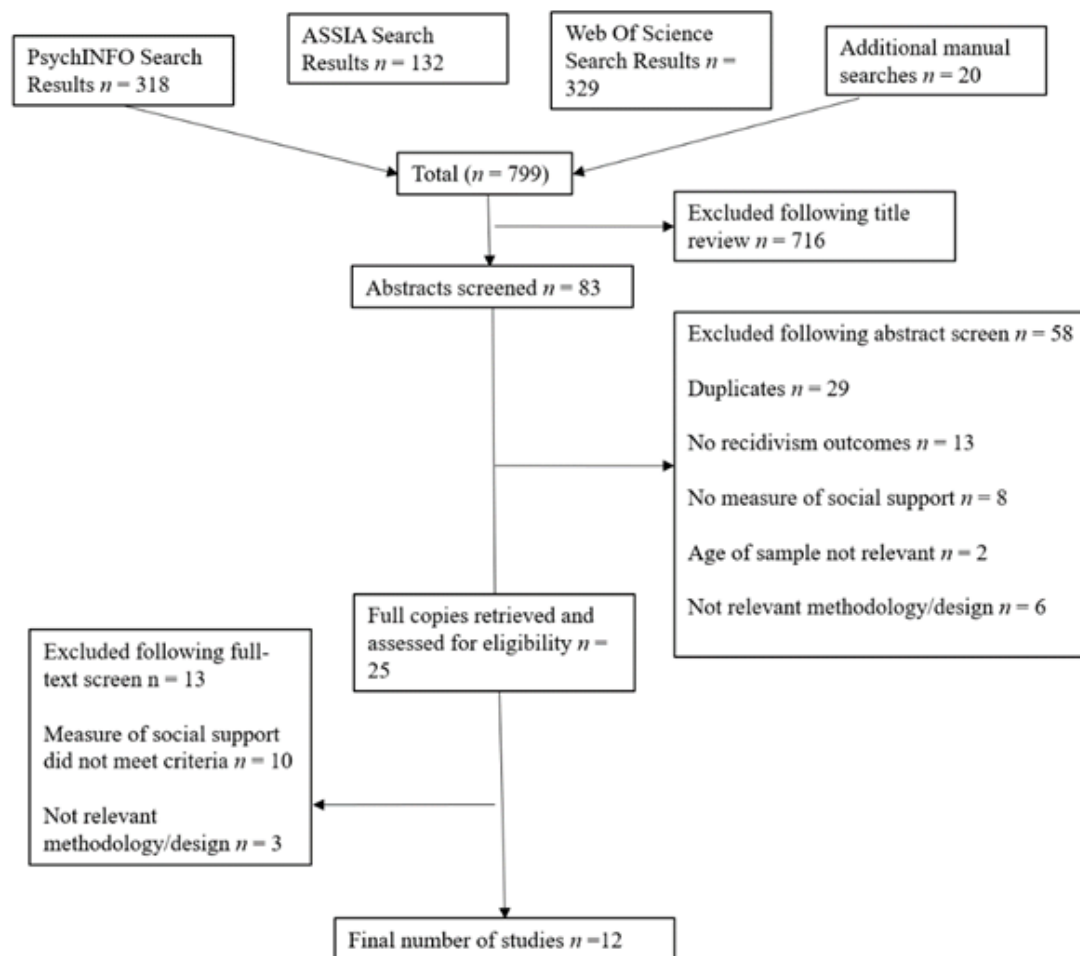 PsychINFO Search
Results n = 318
ASSIA Search
Results n = 132
Web Of Science
Search Results n =
329
Additional manual
searches n = 20
Total (n = 799)
Excluded following title
review n = 716
Abstracts screened n = 83
Excluded following abstract screen n = 58
Duplicates n = 29
No recidivism outcomes n = 13
No measure of social support n = 8
Age of sample not relevant n = 2
Not relevant methodology/design n = 6
Full copies retrieved and
assessed for eligibility n =
25
Excluded following full-
text screen n = 13
Measure of social support
did not meet criteria n = 10
Not relevant
methodology/design n = 3
Final number of studies n =12